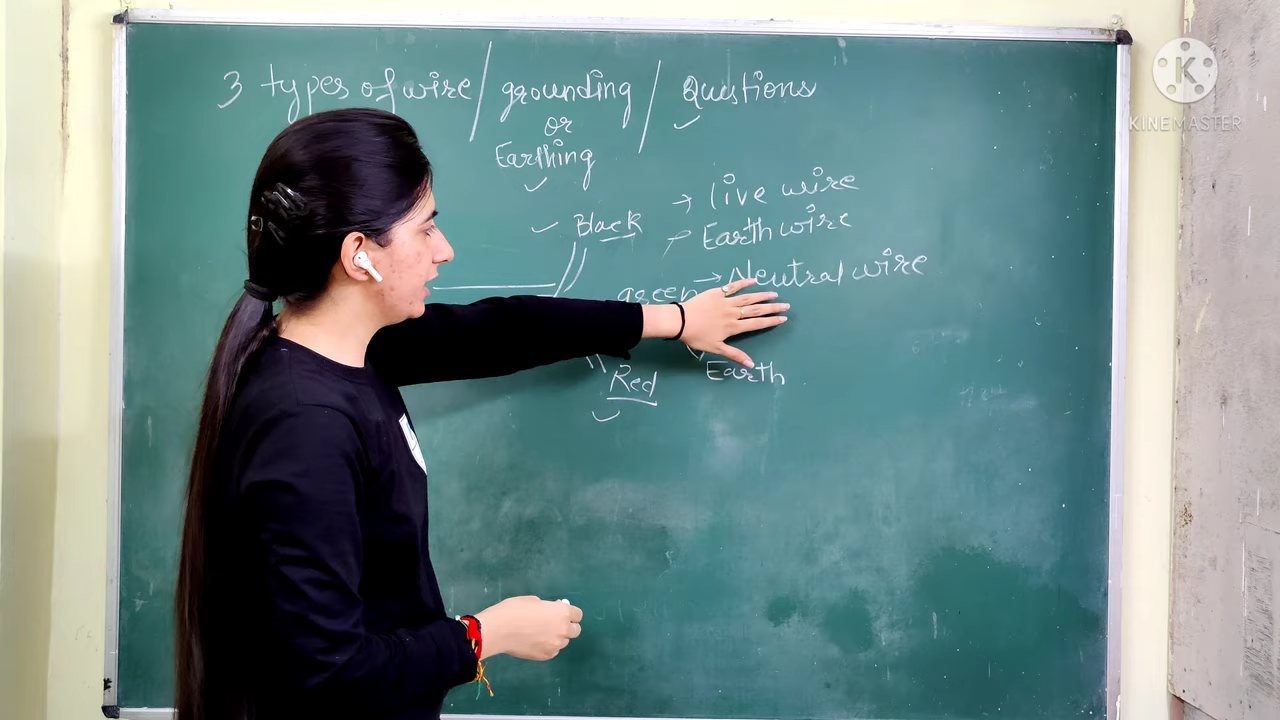 3 types of wire / grounding / Questions
or
Earthing
Black
→ live wire
→ Earth wire
green → Neutral wire
Red
Earth
KINEMASTER